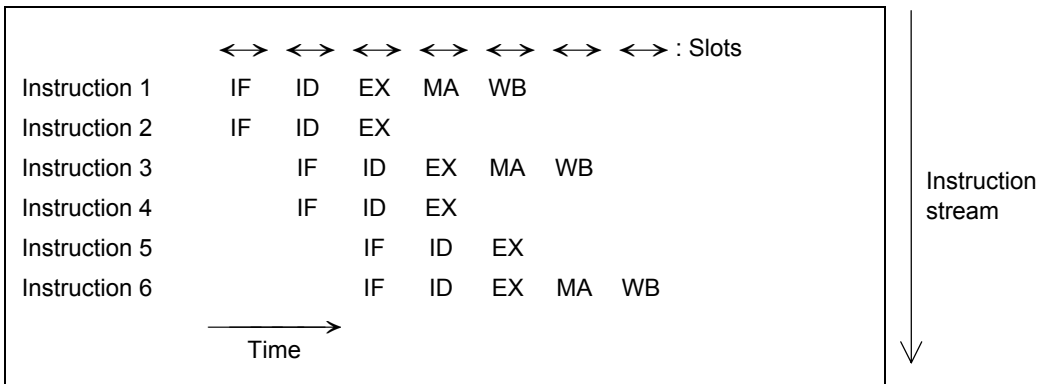 : Slots
Instruction 1 IF ID EX MA WB
Instruction 2 IF ID EX
Instruction 3 IF ID EX MA WB
Instruction 4 IF ID EX
Instruction 5 IF ID EX
Instruction 6 IF ID EX MA WB
Time
Instruction
stream